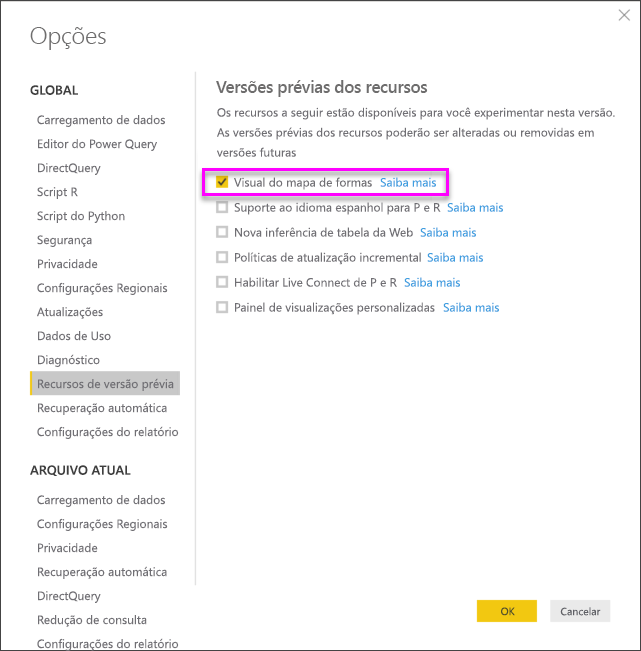 Opções
GLOBAL
Carregamento de dados
Editor do Power Query
DirectQuery
Script R
Script do Python
Segurança
Privacidade
Configurações Regionais
Atualizações
Dados de Uso
Diagnóstico
Recursos de versão prévia
Recuperação automática
Configurações do relatório
ARQUIVO ATUAL
Carregamento de dados
Configurações Regionais
Privacidade
Recuperação automática
DirectQuery
Redução de consulta
Configurações do relatório
Versões prévias dos recursos
Os recursos a seguir estão disponíveis para você experimentar nesta versão.
As versões prévias dos recursos poderão ser alteradas ou removidas em
versões futuras
Visual do mapa de formas Saiba mais
Suporte ao idioma espanhol para P e R Saiba mais
Nova inferência de tabela da Web Saiba mais
Políticas de atualização incremental Saiba mais
Habilitar Live Connect de P e R Saiba mais
Painel de visualizações personalizadas Saiba mais
OK
Cancelar